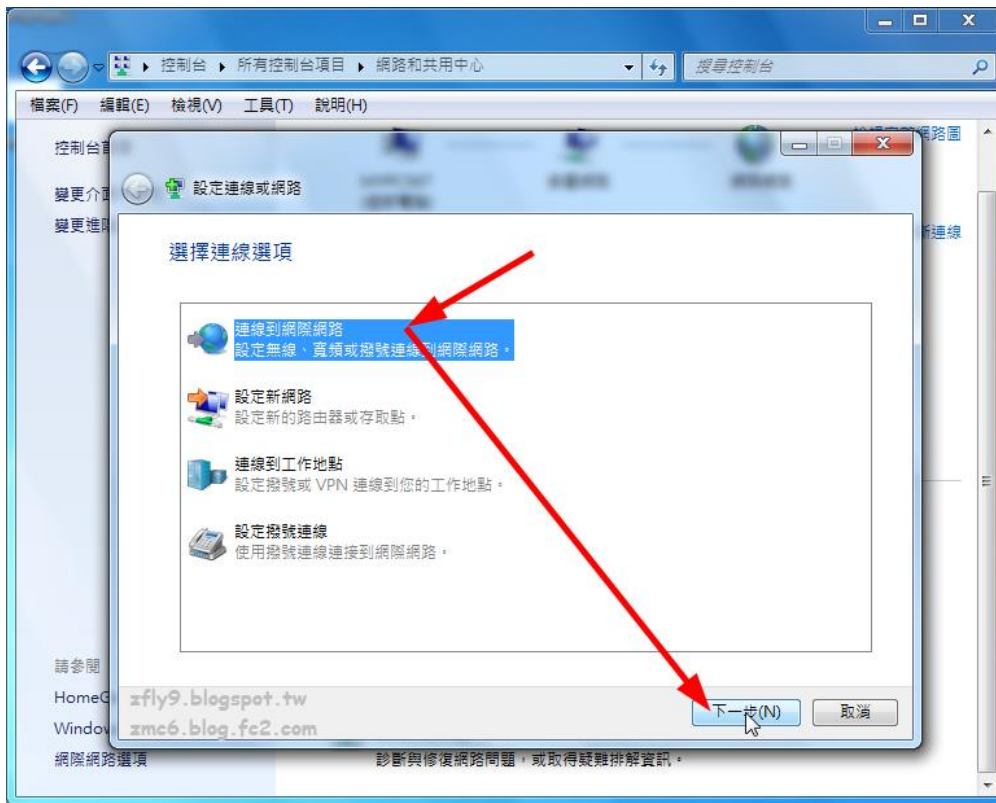 控制台 ▸ 所有控制台項目 ▸ 網路和共用中心
搜尋控制台
檔案(F) 編輯(E) 檢視(V) 工具(T) 說明(H)
控制台
網路圖
設定連線或網路
變更介面
變更進階
連線
選擇連線選項
連線到網際網路
設定無線、寬頻或撥號連線到網際網路。
設定新網路
設定新的路由器或存取點。
連線到工作地點
設定撥號或 VPN 連線到您的工作地點。
設定撥號連線
使用撥號連線連接到網際網路。
請參閱
HomeG
zfly9.blogspot.tw
下一步(N)
取消
Window
zmc6.blog.fc2.com
網際網路選項
診斷與修復網路問題，或取得疑難排解資訊。